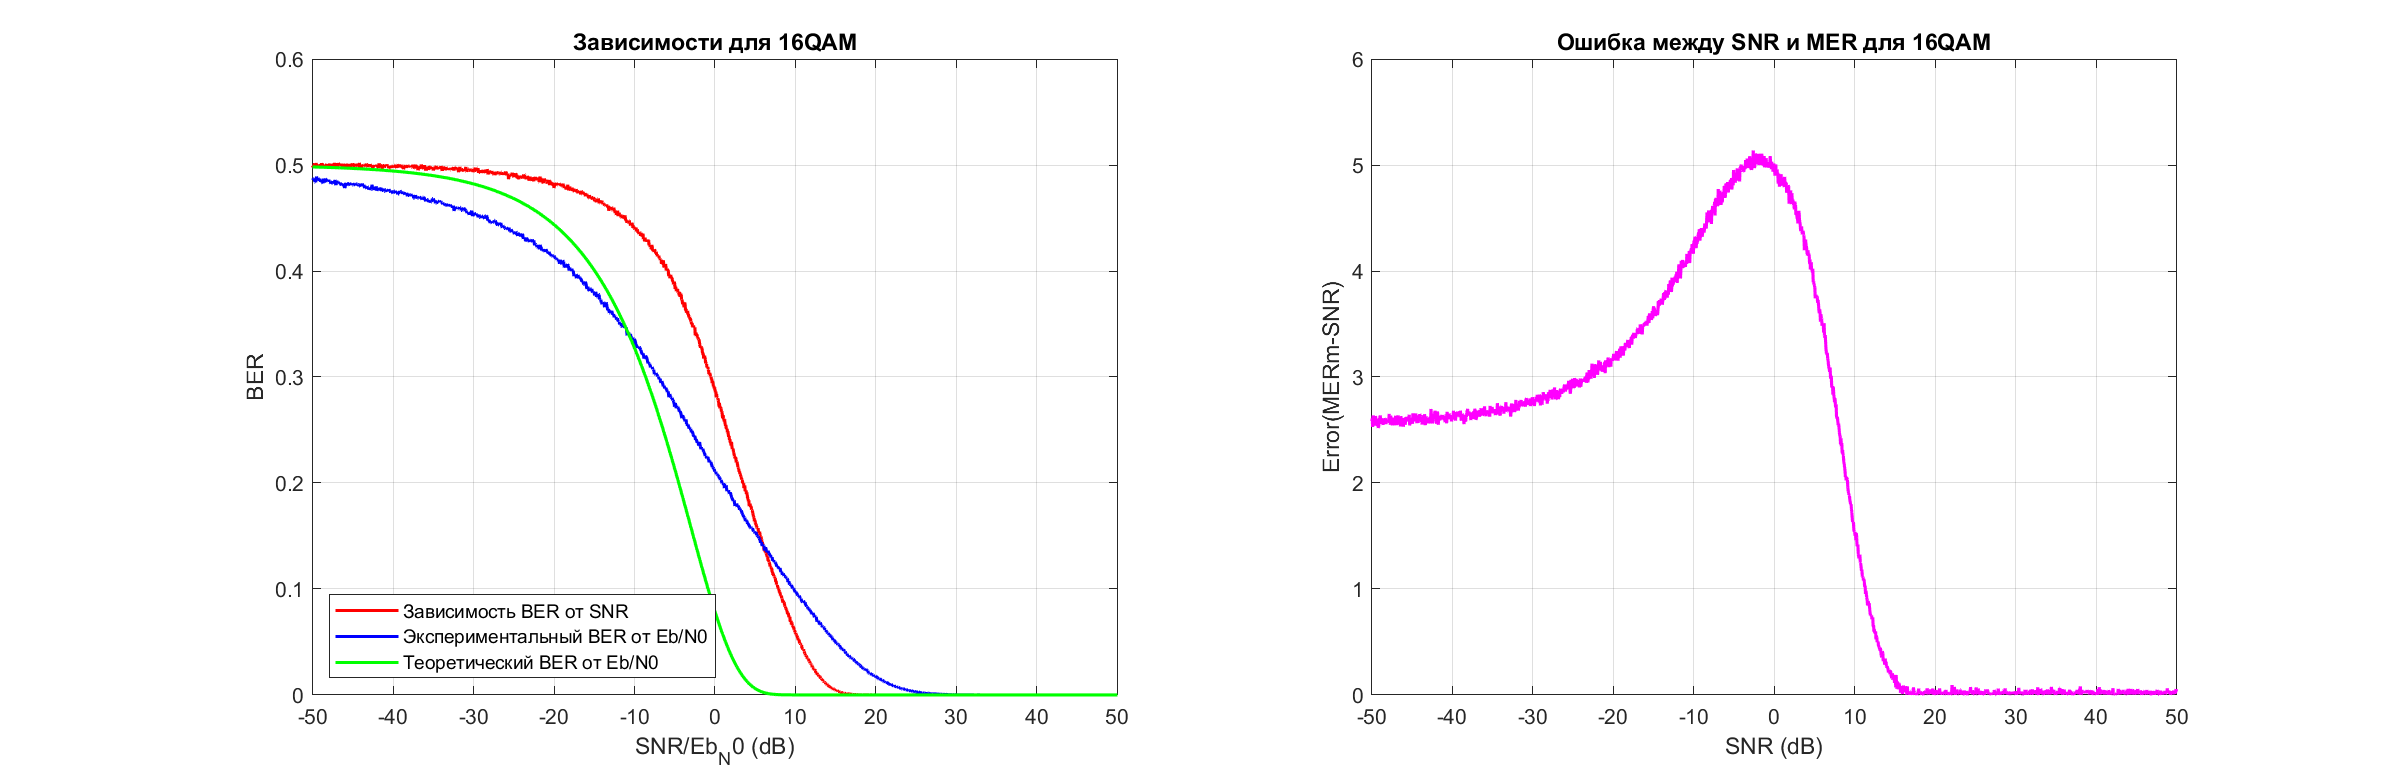 Зависимости для 16QAM
0.6
0.5
0.4
0.3
0.2
0.1
0
BER
Зависимость BER от SNR
Экспериментальный BER от Eb/N0
Теоретический BER от Eb/N0
-50 -40 -30 -20 -10 0 10 20 30 40 50
SNR/Eb_N0 (dB)
Ошибка между SNR и MER для 16QAM
6
5
4
3
2
1
0
Error(MERm-SNR)
-50 -40 -30 -20 -10 0 10 20 30 40 50
SNR (dB)